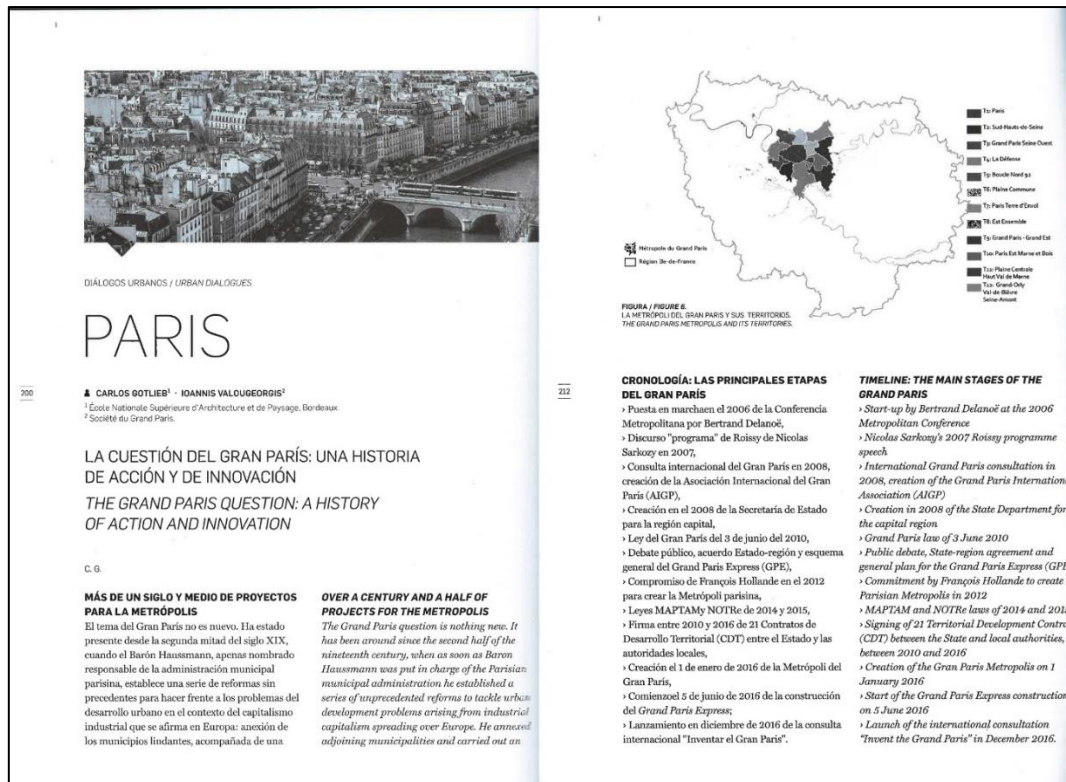 DIÁLOGOS URBANOS / URBAN DIALOGUES
PARIS
200
CARLOS GOTLIEB¹ · IOANNIS VALOUGEORGIS²
¹ École Nationale Supérieure d'Architecture et de Paysage, Bordeaux.
² Société du Grand Paris.
LA CUESTIÓN DEL GRAN PARÍS: UNA HISTORIA
DE ACCIÓN Y DE INNOVACIÓN
THE GRAND PARIS QUESTION: A HISTORY
OF ACTION AND INNOVATION
C. G.
MÁS DE UN SIGLO Y MEDIO DE PROYECTOS
PARA LA METRÓPOLIS
El tema del Gran Paris no es nuevo. Ha estado
presente desde la segunda mitad del siglo XIX,
cuando el Barón Haussmann, apenas nombrado
responsable de la administración municipal
parisina, establece una serie de reformas sin
precedentes para hacer frente a los problemas del
desarrollo urbano en el contexto del capitalismo
industrial que se afirma en Europa: anexión de
los municipios lindantes, acompañada de una
OVER A CENTURY AND A HALF OF
PROJECTS FOR THE METROPOLIS
The Grand Paris question is nothing new. It
has been around since the second half of the
nineteenth century, when as soon as Baron
Haussmann was put in charge of the Parisian
municipal administration he established a
series of unprecedented reforms to tackle urban
development problems arising from industrial
capitalism spreading over Europe. He annexed
adjoining municipalities and carried out an
T1: Paris
T2: Sud-Hauts-de-Seine
T3: Grand Paris Seine Ouest
T4: La Défense
T5: Boucle Nord 92
T6: Plaine Commune
T7: Paris Terre d'Envol
T8: Est Ensemble
T9: Grand Paris - Grand Est
T10: Paris Est Marne et Bois
T11: Plaine Centrale
Haut Val de Marne
T12: Grand-Orly
Val-de-Bièvre
Seine-Amont
Métropole du Grand Paris
Région Ile-de-France
FIGURA / FIGURE 6.
LA METRÓPOLI DEL GRAN PARIS Y SUS TERRITORIOS.
THE GRAND PARIS METROPOLIS AND ITS TERRITORIES.
212
CRONOLOGÍA: LAS PRINCIPALES ETAPAS
DEL GRAN PARÍS
› Puesta en marchaen el 2006 de la Conferencia
Metropolitana por Bertrand Delanoë,
› Discurso "programa" de Roissy de Nicolas
Sarkozy en 2007,
› Consulta internacional del Gran París en 2008,
creación de la Asociación Internacional del Gran
París (AIGP),
› Creación en el 2008 de la Secretaría de Estado
para la región capital,
› Ley del Gran París del 3 de junio del 2010,
› Debate público, acuerdo Estado-región y esquema
general del Grand Paris Express (GPE),
› Compromiso de François Hollande en el 2012
para crear la Metrópoli parisina,
› Leyes MAPTAMy NOTRe de 2014 y 2015,
› Firma entre 2010 y 2016 de 21 Contratos de
Desarrollo Territorial (CDT) entre el Estado y las
autoridades locales,
› Creación el 1 de enero de 2016 de la Metrópoli del
Gran París,
› Comienzoel 5 de junio de 2016 de la construcción
del Grand Paris Express;
› Lanzamiento en diciembre de 2016 de la consulta
internacional "Inventar el Gran Paris".
TIMELINE: THE MAIN STAGES OF THE
GRAND PARIS
› Start-up by Bertrand Delanoë at the 2006
Metropolitan Conference
› Nicolas Sarkozy's 2007 Roissy programme
speech
› International Grand Paris consultation in
2008, creation of the Grand Paris Internation
Association (AIGP)
› Creation in 2008 of the State Department for
the capital region
› Grand Paris law of 3 June 2010
› Public debate, State-region agreement and
general plan for the Grand Paris Express (GPE
› Commitment by François Hollande to create
Parisian Metropolis in 2012
› MAPTAM and NOTRe laws of 2014 and 201
› Signing of 21 Territorial Development Contra
(CDT) between the State and local authorities,
between 2010 and 2016
› Creation of the Gran Paris Metropolis on 1
January 2016
› Start of the Grand Paris Express construction
on 5 June 2016
› Launch of the international consultation
"Invent the Grand Paris" in December 2016.